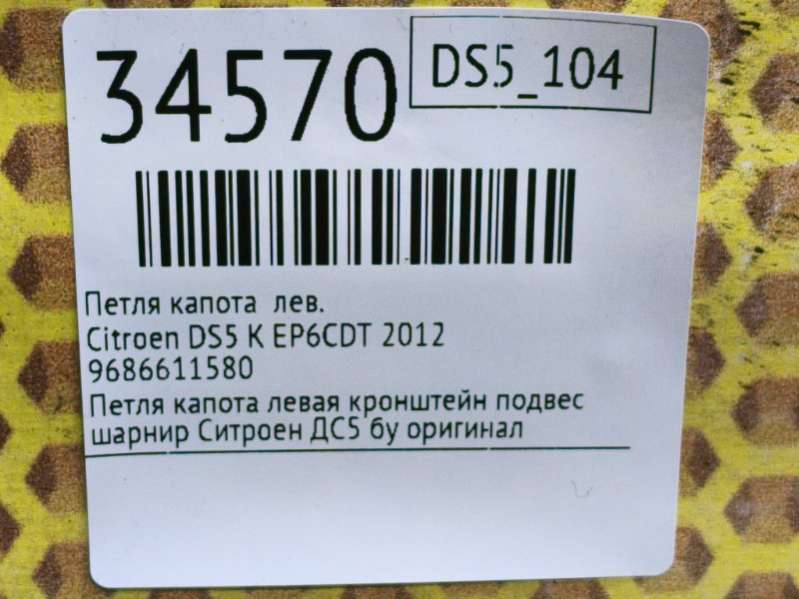 34570
DS5_104
Петля капота лев.
Citroen DS5 K EP6CDT 2012
9686611580
Петля капота левая кронштейн подвес
шарнир Ситроен ДС5 бу оригинал